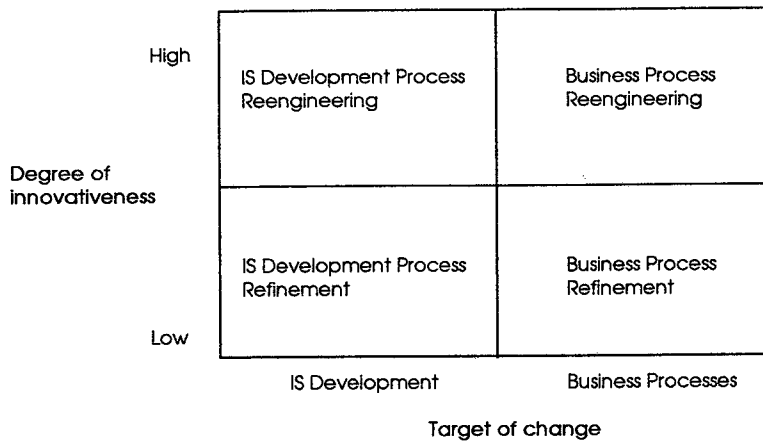 High
IS Development Process
Reengineering
Business Process
Reengineering
Degree of
innovativeness
IS Development Process
Refinement
Business Process
Refinement
Low
IS Development
Business Processes
Target of change